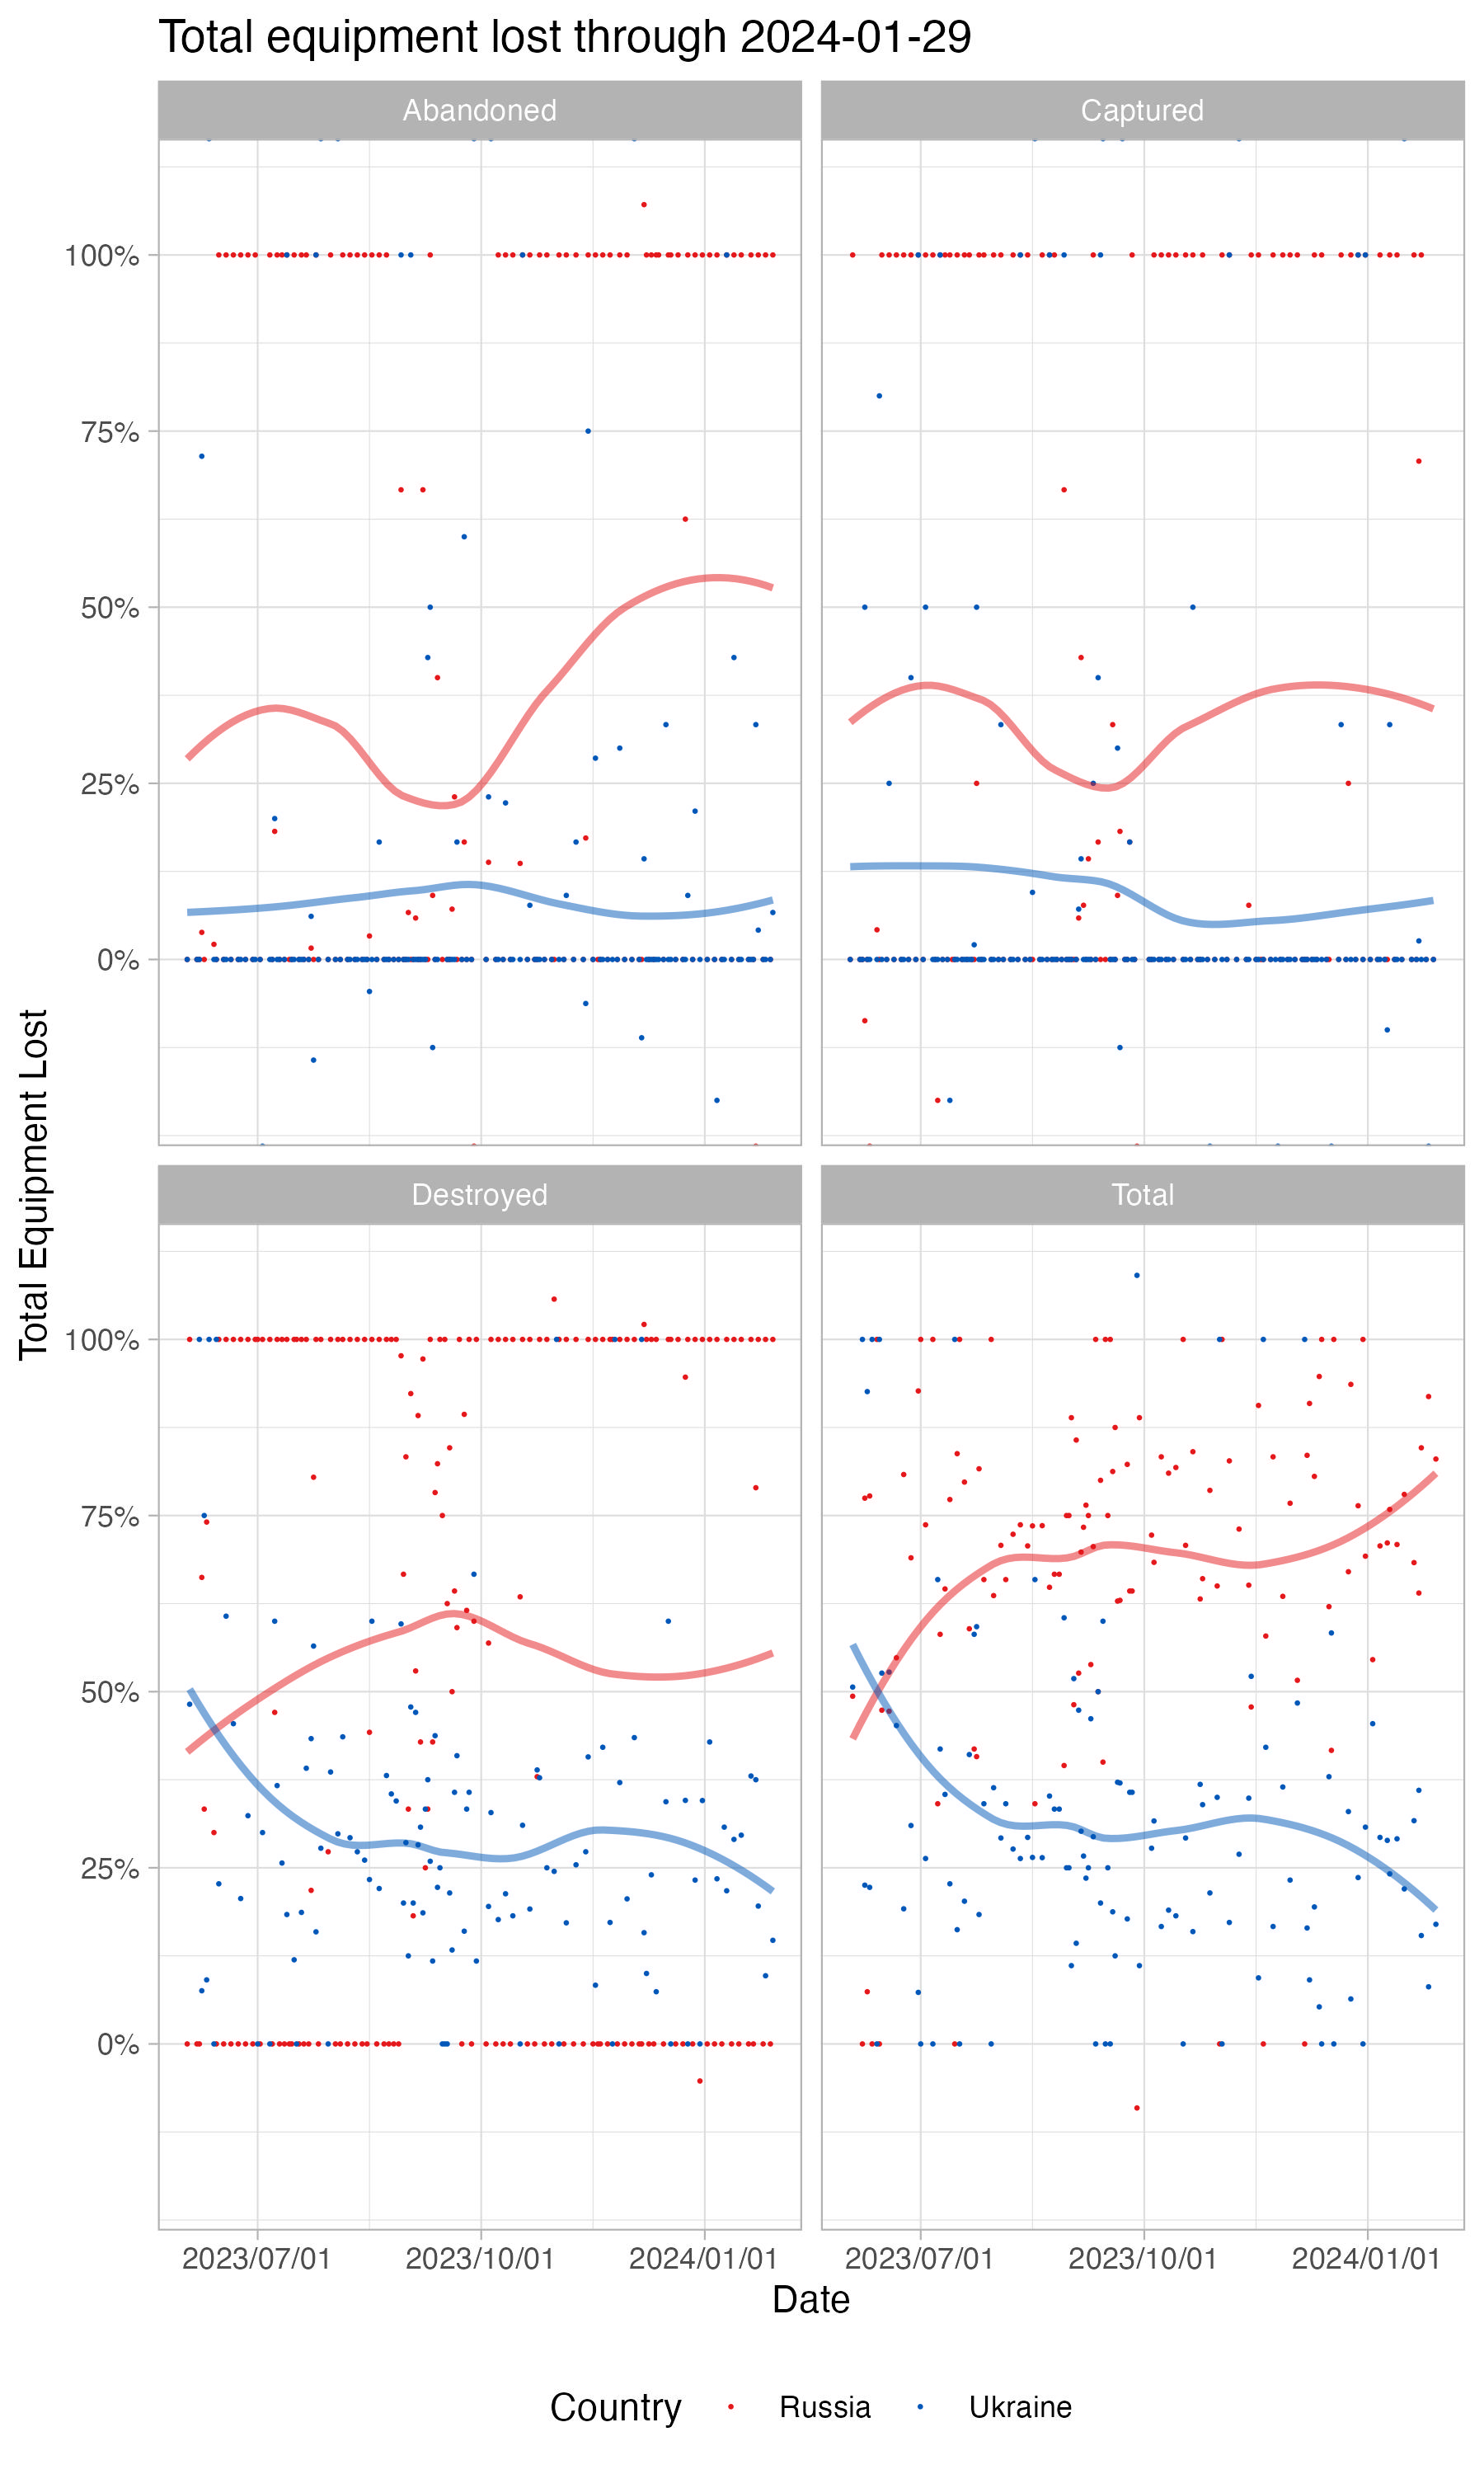 Total equipment lost through 2024-01-29
Abandoned
Captured
100%
75%
50%
25%
0%
Destroyed
Total
100%
75%
50%
25%
0%
Total Equipment Lost
2023/07/01
2023/10/01
2024/01/01
2023/07/01
2023/10/01
2024/01/01
Date
Country
Russia
Ukraine